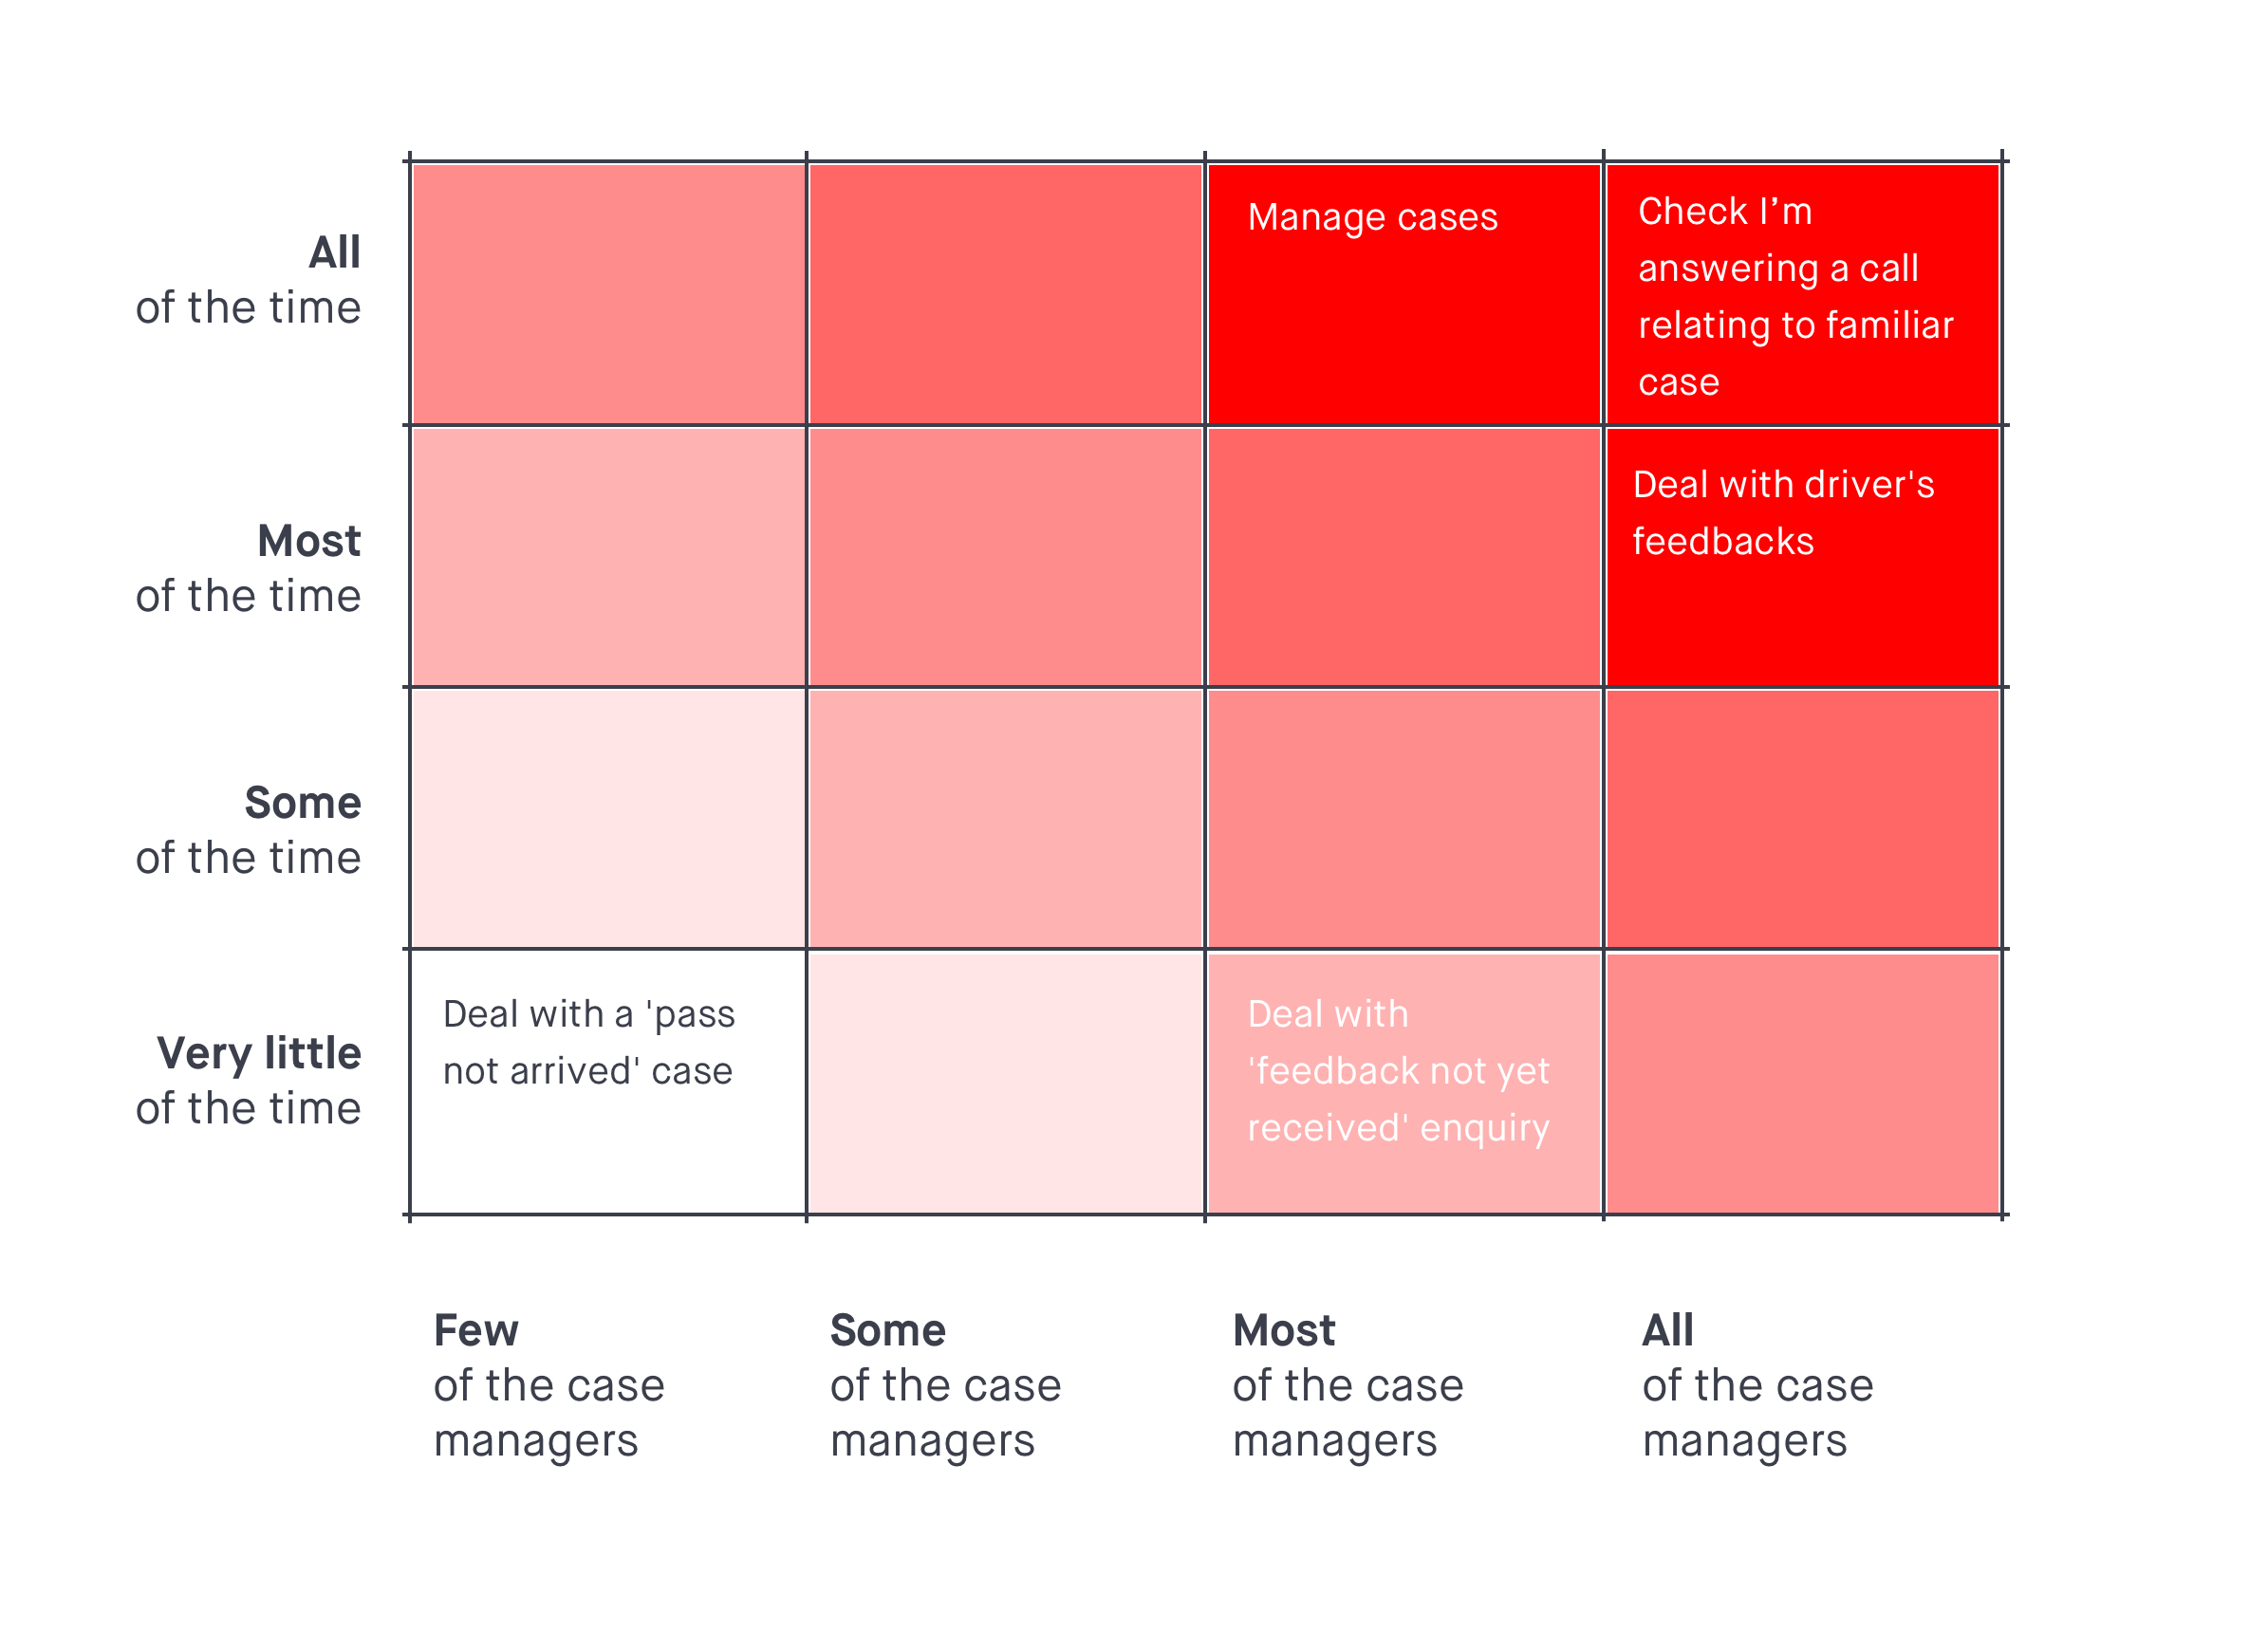 All
of the time
Manage cases
Check I’m
answering a call
relating to familiar
case
Most
of the time
Deal with driver's
feedbacks
Some
of the time
Very little
of the time
Deal with a 'pass
not arrived' case
Deal with
'feedback not yet
received' enquiry
Few
of the case
managers
Some
of the case
managers
Most
of the case
managers
All
of the case
managers